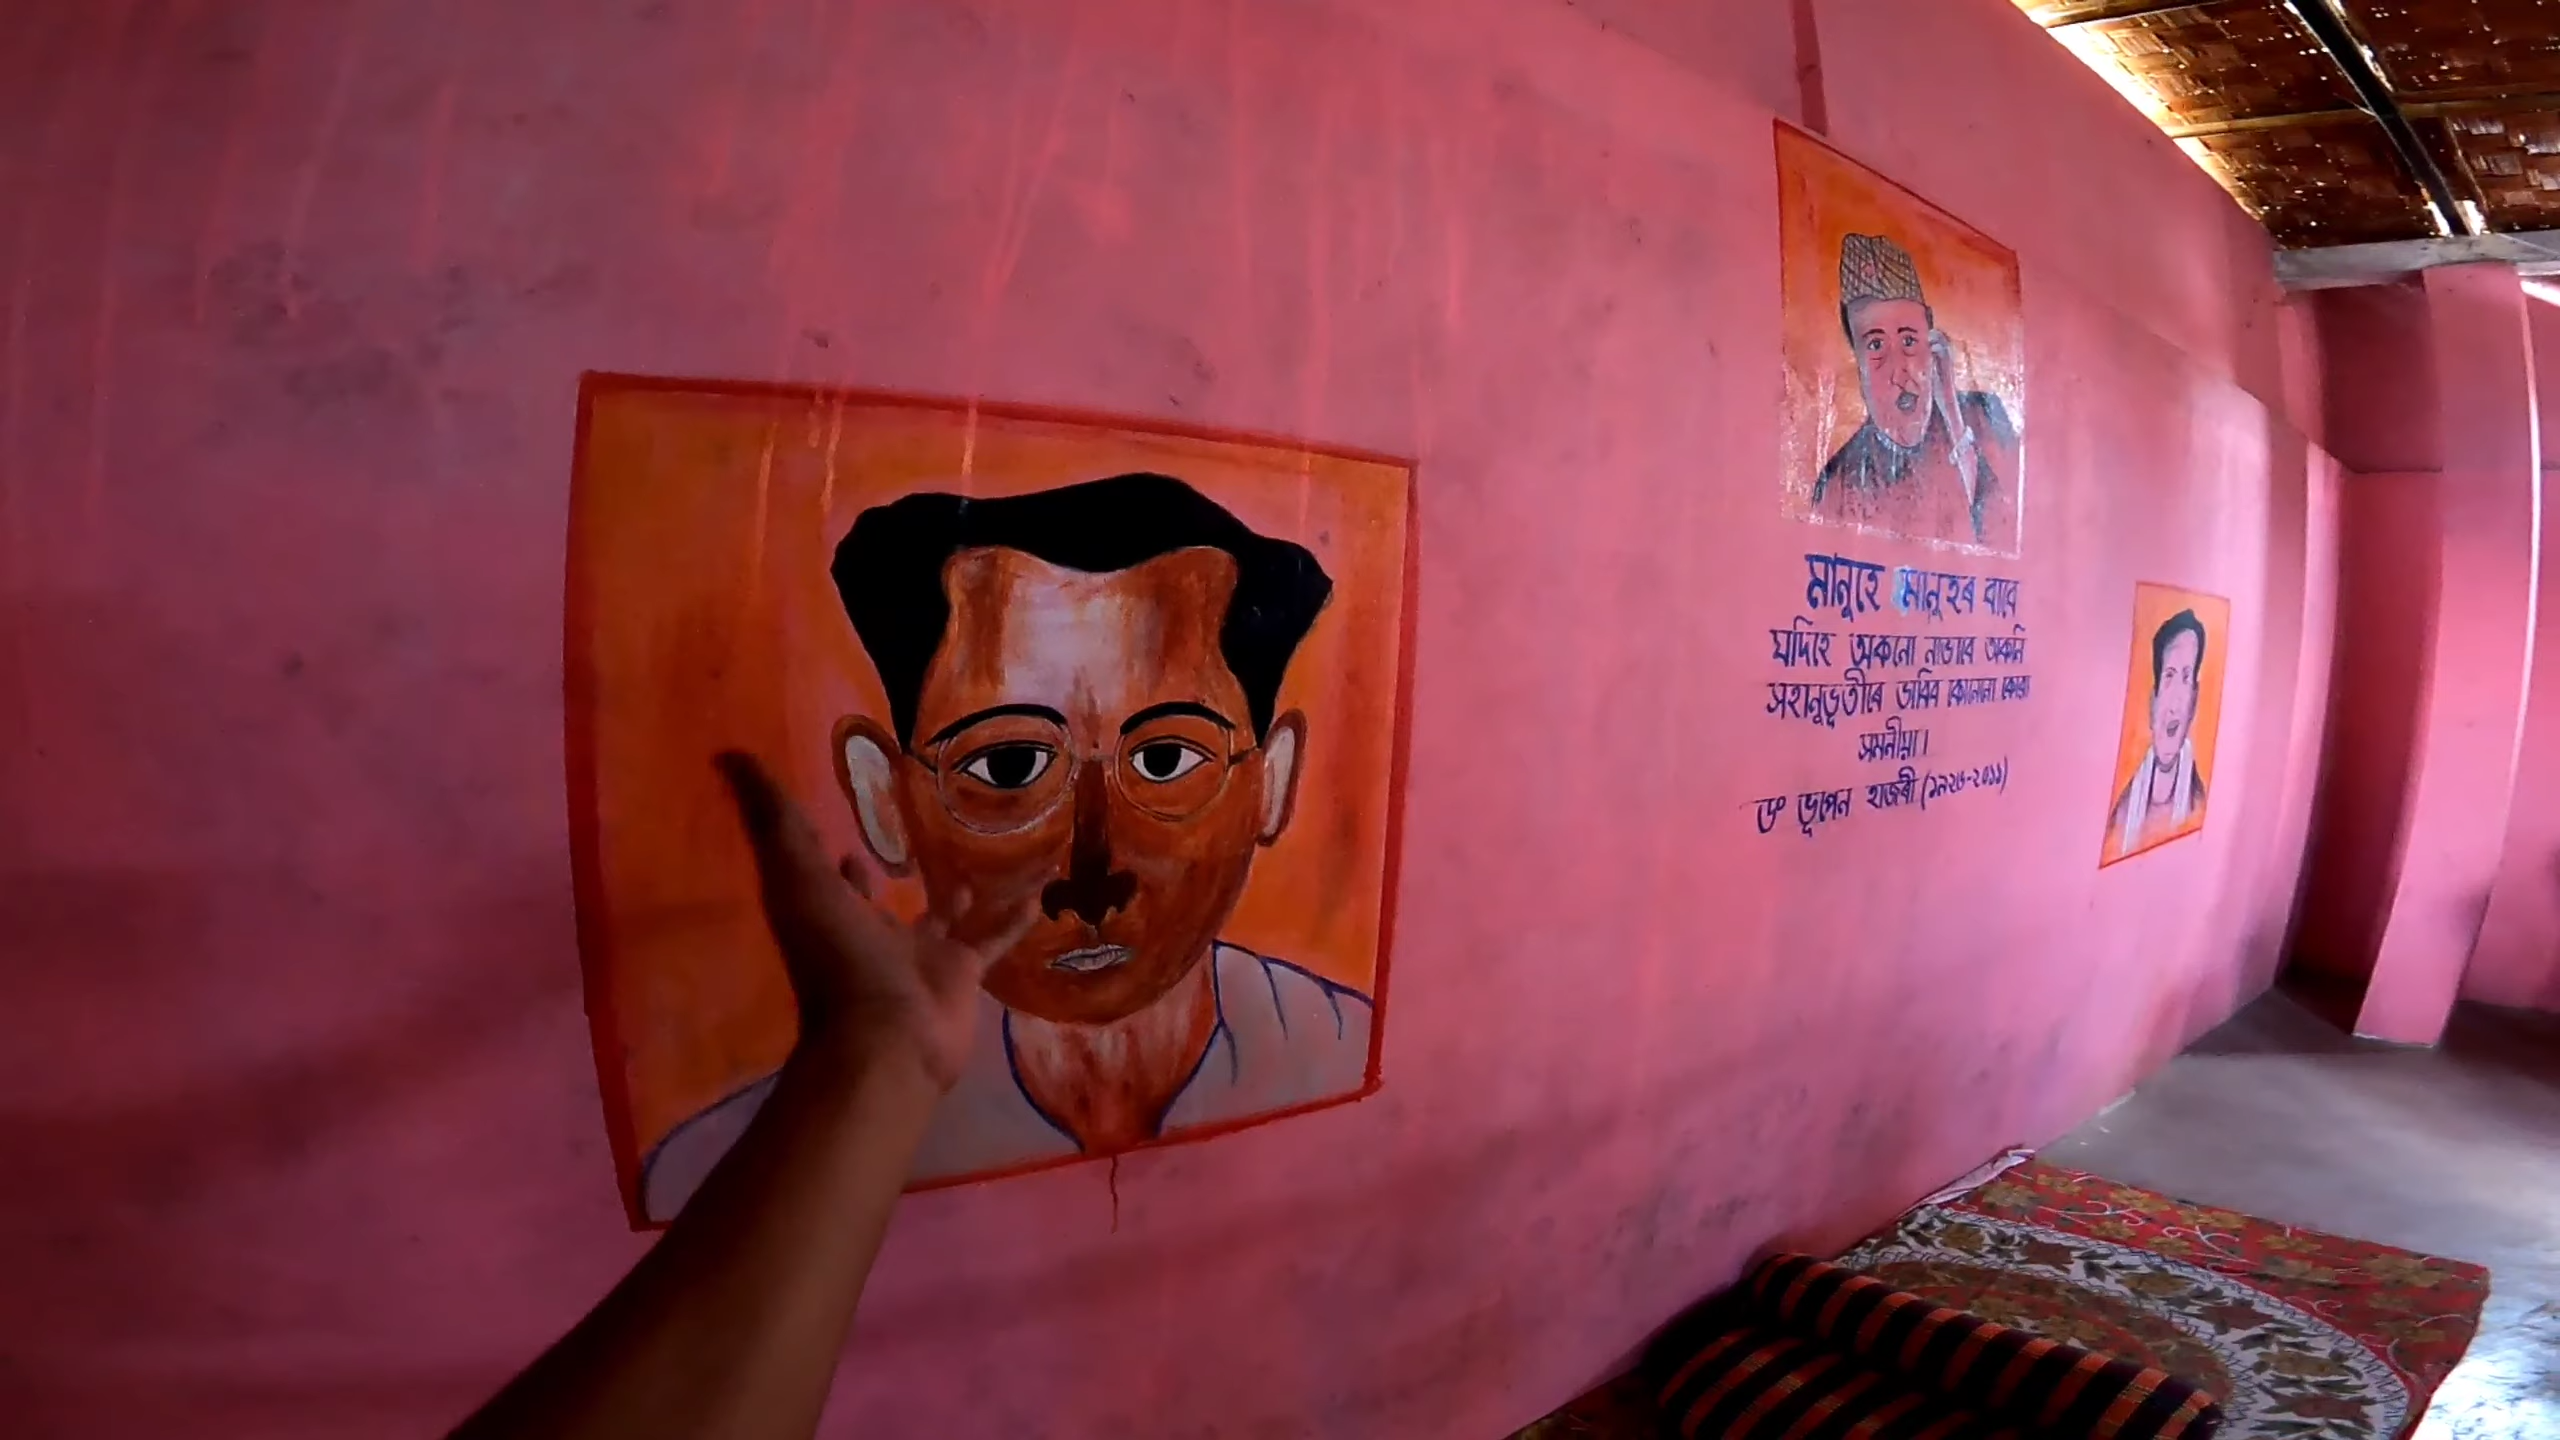 মানুহে মানুহৰ বাবে
যদিহে অকনো নাভাবে অকনি
সহানুভূতীৰে ভাবিব কোনেনো কোৱা
সমনীয়া।
ডঃ ভূপেন হাজৰী (১৯২৬-২০১১)